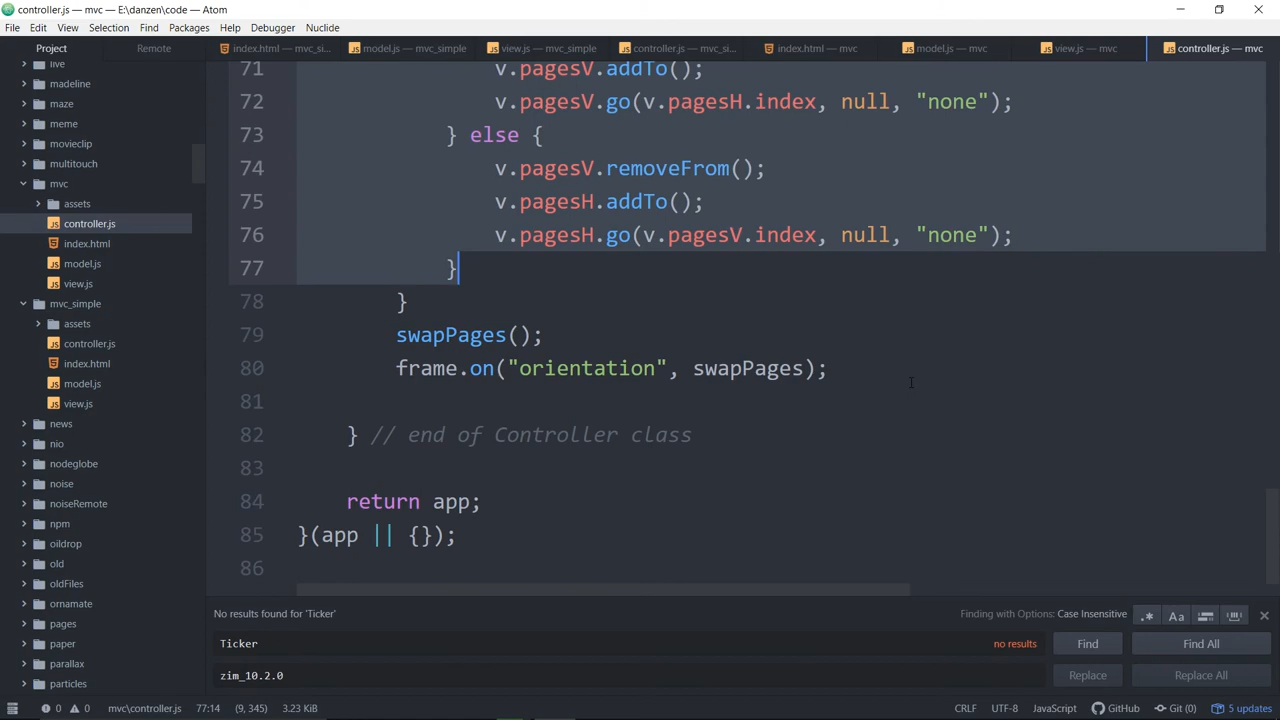 controller.js — mvc — E:\danzen\code — Atom
File Edit View Selection Find Packages Help Debugger Nuclide
Project Remote
index.html — mvc_si... model.js — mvc_simple view.js — mvc_simple controller.js — mvc_s... index.html — mvc model.js — mvc view.js — mvc controller.js — mvc
live
madeline
maze
meme
movieclip
multitouch
mvc
assets
controller.js
index.html
model.js
view.js
mvc_simple
assets
controller.js
index.html
model.js
view.js
news
nio
nodeglobe
noise
noiseRemote
npm
oildrop
old
oldFiles
ornamate
pages
paper
parallax
particles
71 v.pagesV.addTo();
72 v.pagesV.go(v.pagesH.index, null, "none");
73 } else {
74 v.pagesV.removeFrom();
75 v.pagesH.addTo();
76 v.pagesH.go(v.pagesV.index, null, "none");
77 }
78 }
79 swapPages();
80 frame.on("orientation", swapPages);
81
82 } // end of Controller class
83
84 return app;
85 }(app || {});
86
No results found for 'Ticker' Finding with Options: Case Insensitive .* Aa
Ticker no results Find Find All
zim_10.2.0 Replace Replace All
0 0 mvc\controller.js 77:14 (9, 345) 3.23 KiB CRLF UTF-8 JavaScript GitHub Git (0) 5 updates